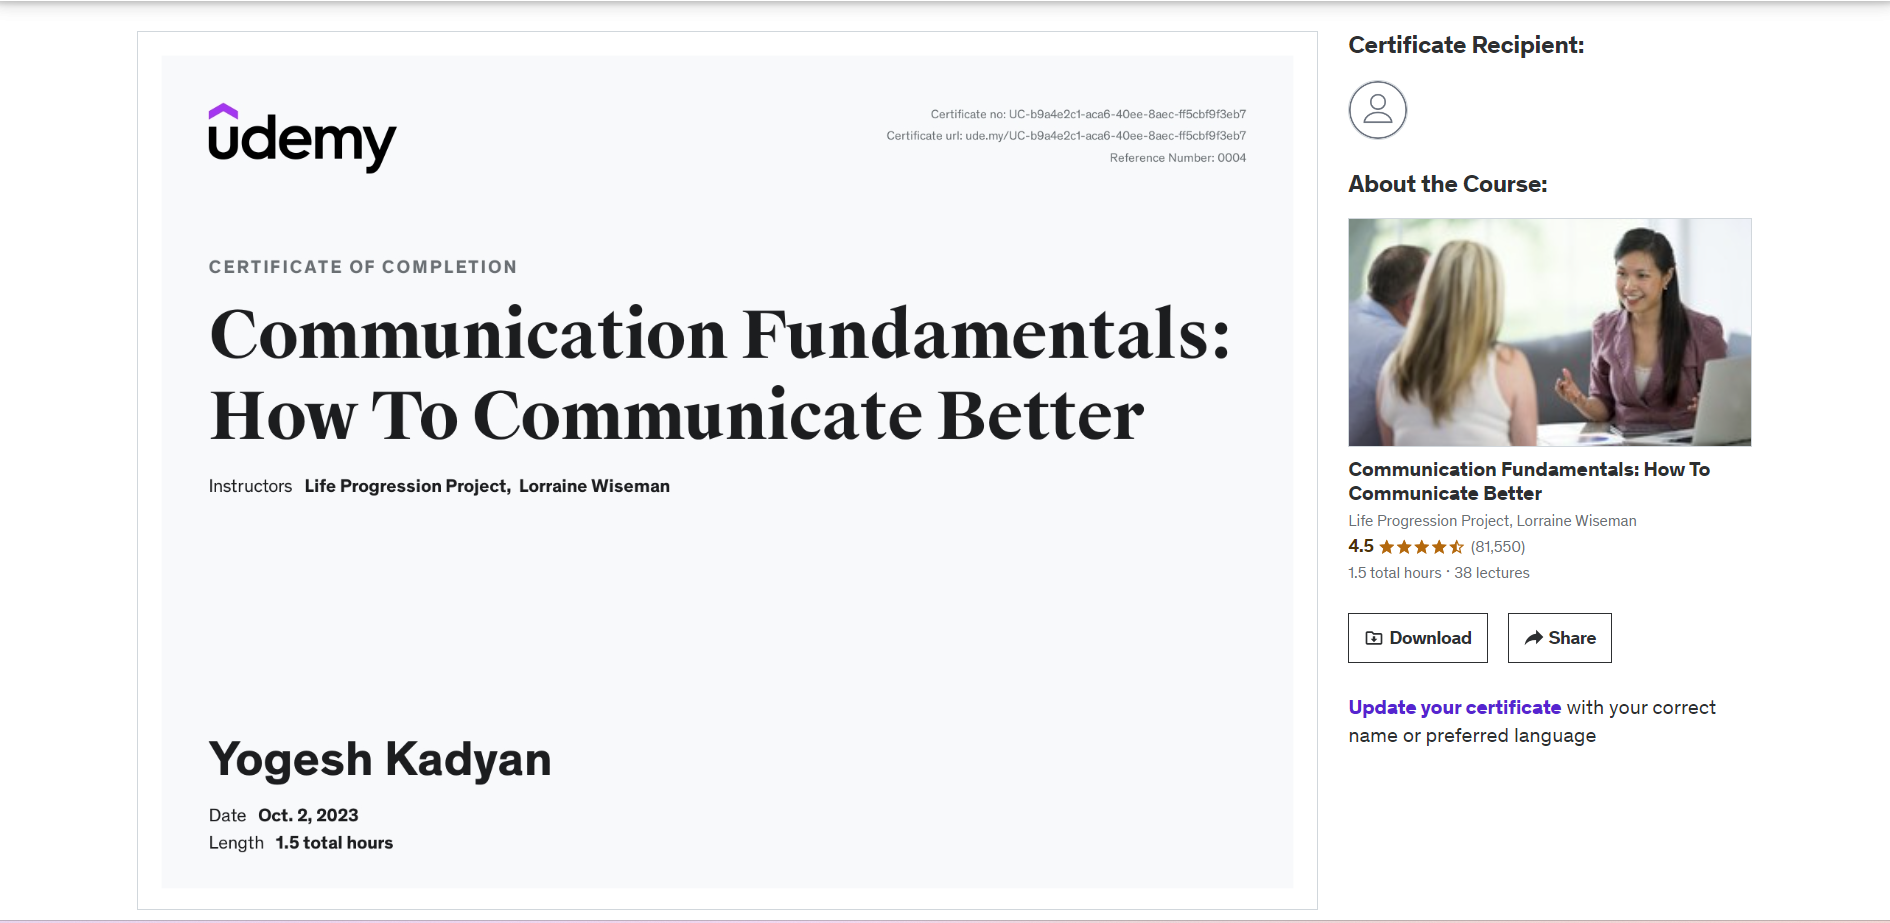 udemy
Certificate no: UC-b9a4e2c1-aca6-40ee-8aec-ff5cbf9f3eb7
Certificate url: ude.my/UC-b9a4e2c1-aca6-40ee-8aec-ff5cbf9f3eb7
Reference Number: 0004
CERTIFICATE OF COMPLETION
Communication Fundamentals:
How To Communicate Better
Instructors Life Progression Project, Lorraine Wiseman
Yogesh Kadyan
Date Oct. 2, 2023
Length 1.5 total hours
Certificate Recipient:
About the Course:
Communication Fundamentals: How To
Communicate Better
Life Progression Project, Lorraine Wiseman
4.5 (81,550)
1.5 total hours · 38 lectures
Download Share
Update your certificate with your correct
name or preferred language